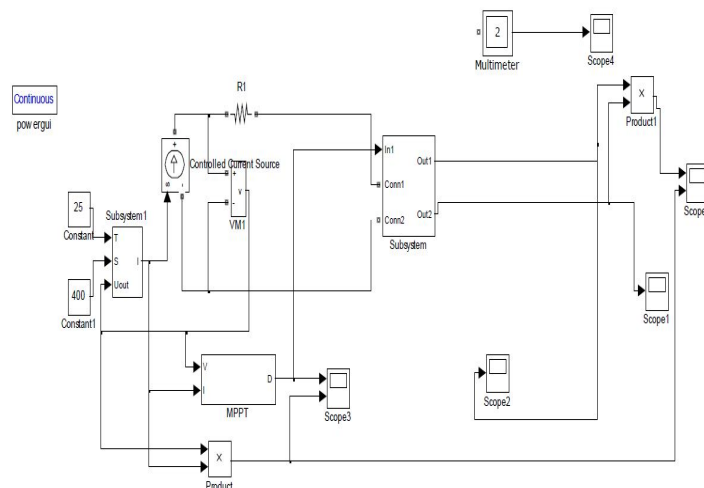 2
Multimeter
Scope4
Continuous
powergui
R1
x
Product1
+
s
-
Controlled Current Source
+
-
v
VM1
In1
Conn1
Conn2
Out1
Out2
Subsystem
Scope
25
Constant
Subsystem1
T
S
Uout
I
400
Constant1
Scope1
V
I
D
MPPT
Scope3
Scope2
x
Product